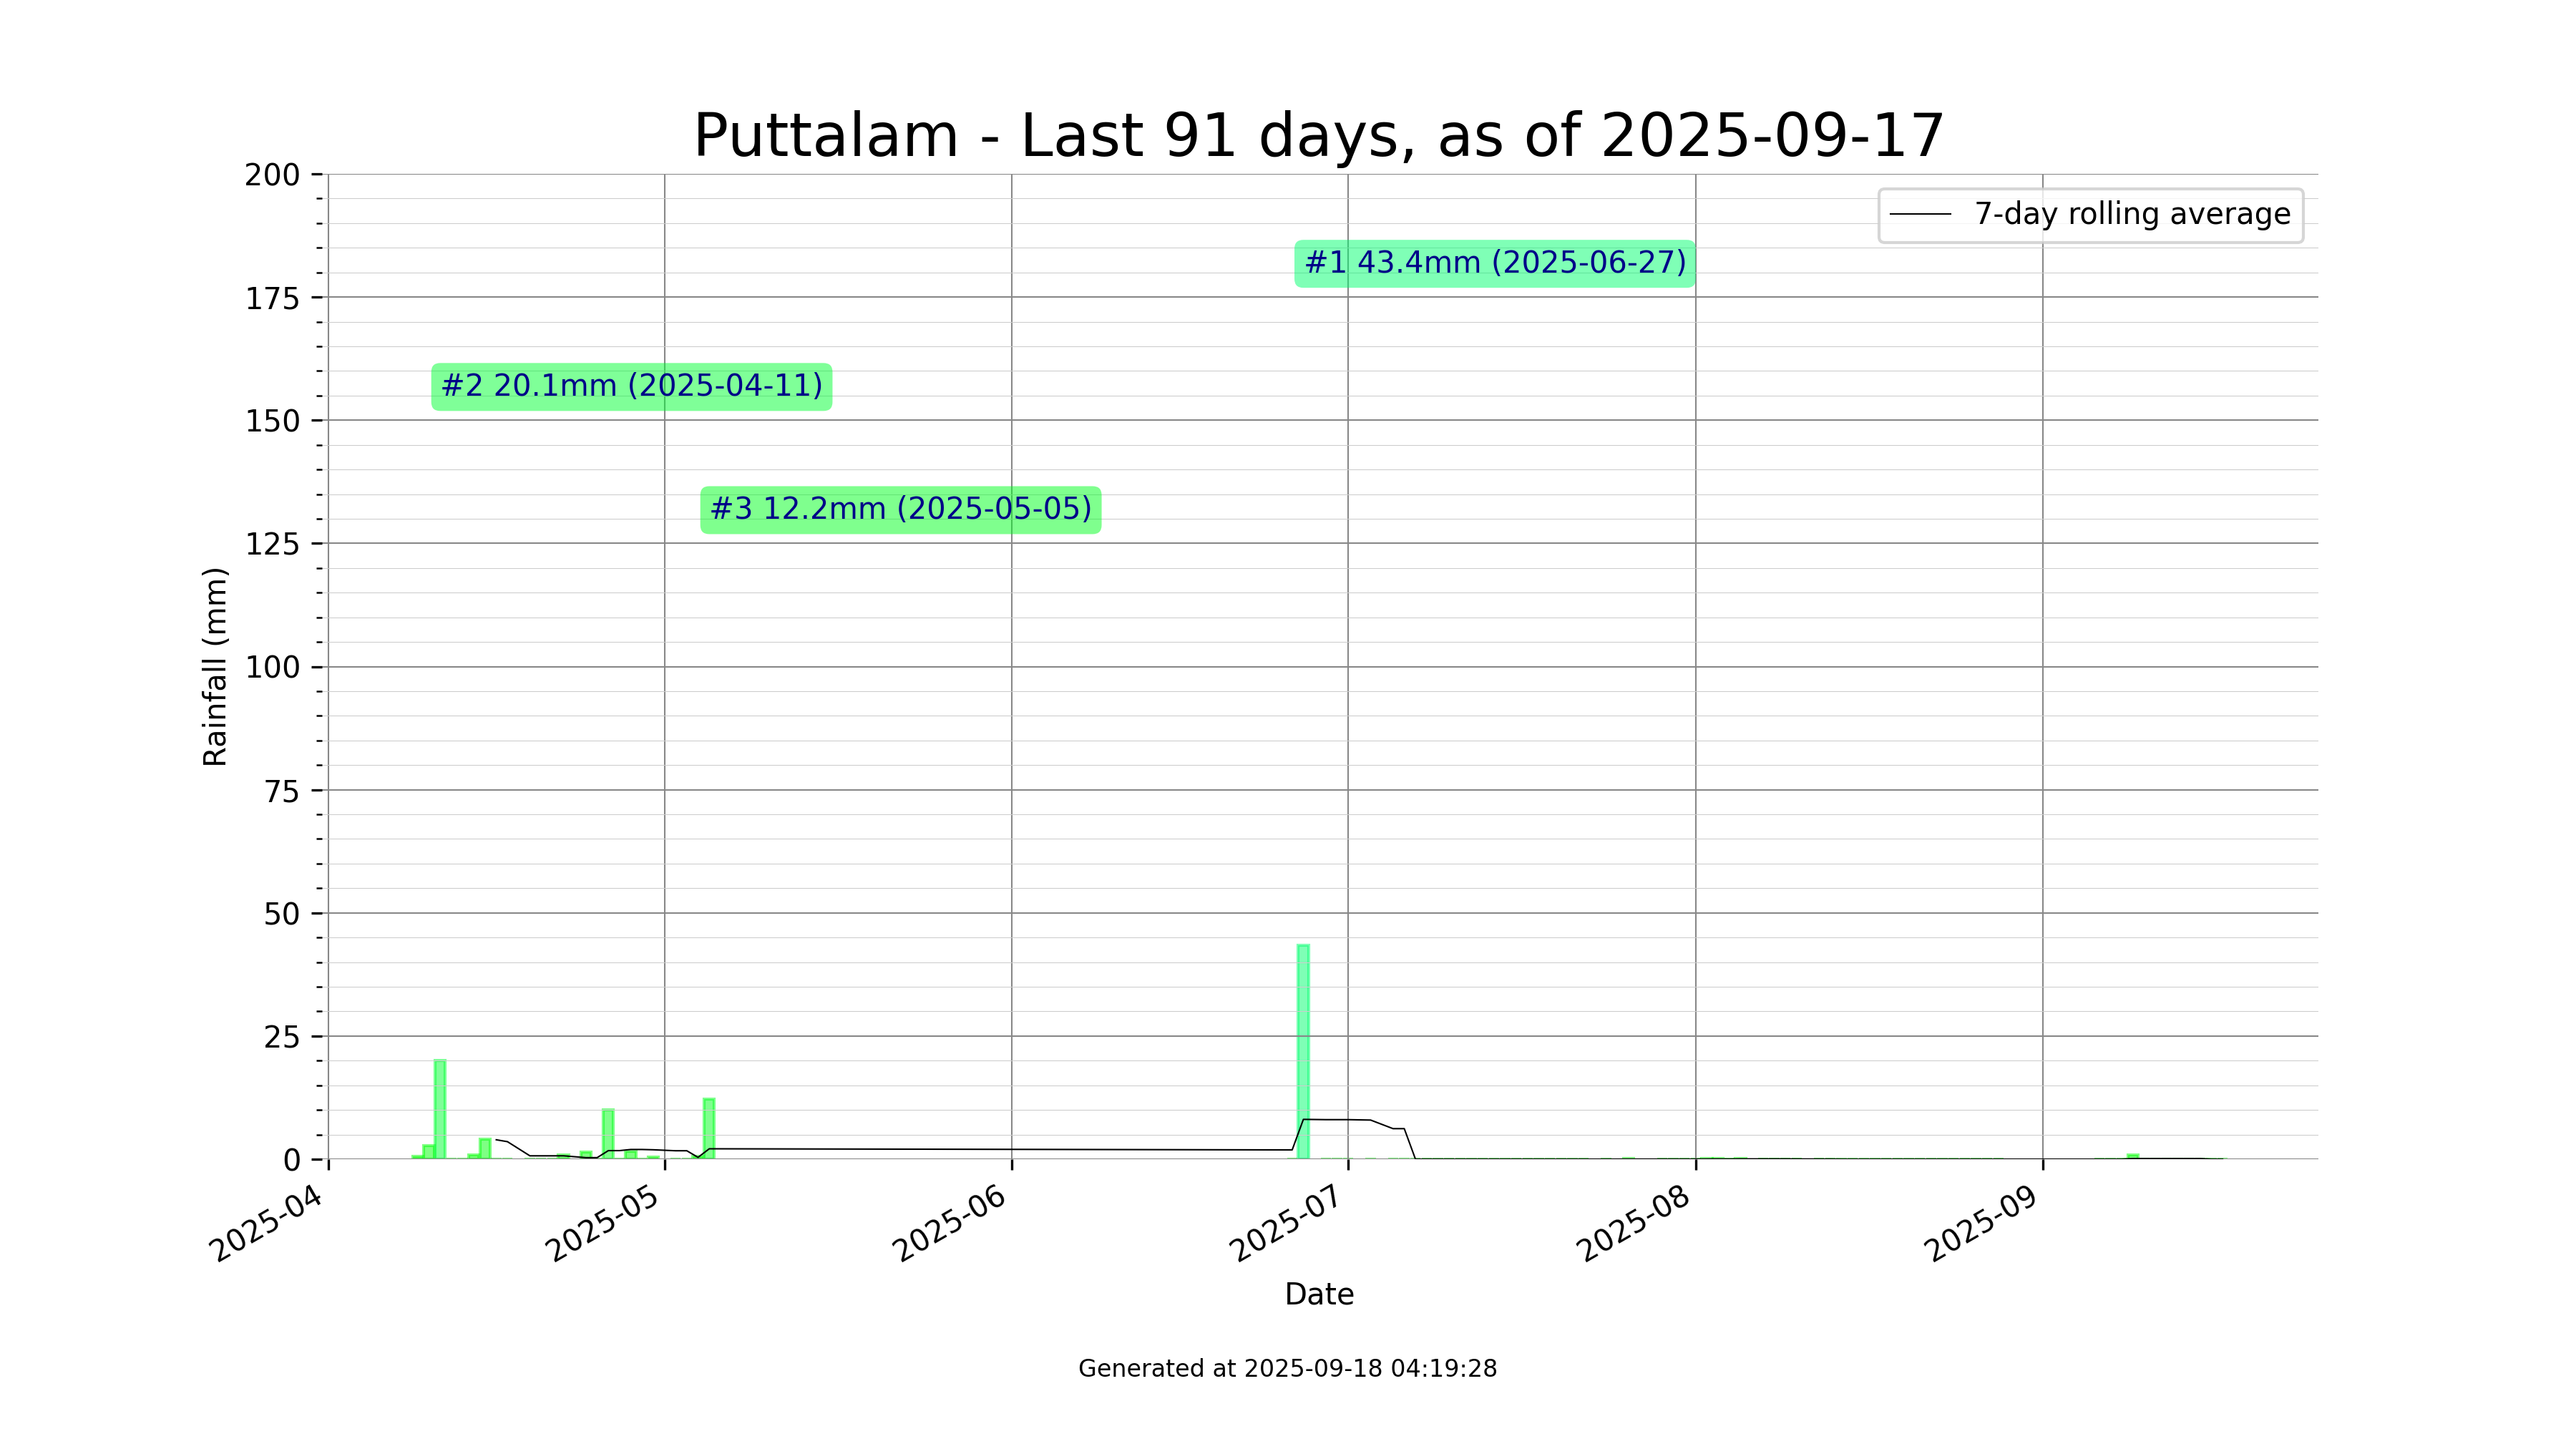 Puttalam - Last 91 days, as of 2025-09-17
200
175
150
125
100
75
50
25
0
Rainfall (mm)
7-day rolling average
#1 43.4mm (2025-06-27)
#2 20.1mm (2025-04-11)
#3 12.2mm (2025-05-05)
2025-04
2025-05
2025-06
2025-07
2025-08
2025-09
Date
Generated at 2025-09-18 04:19:28